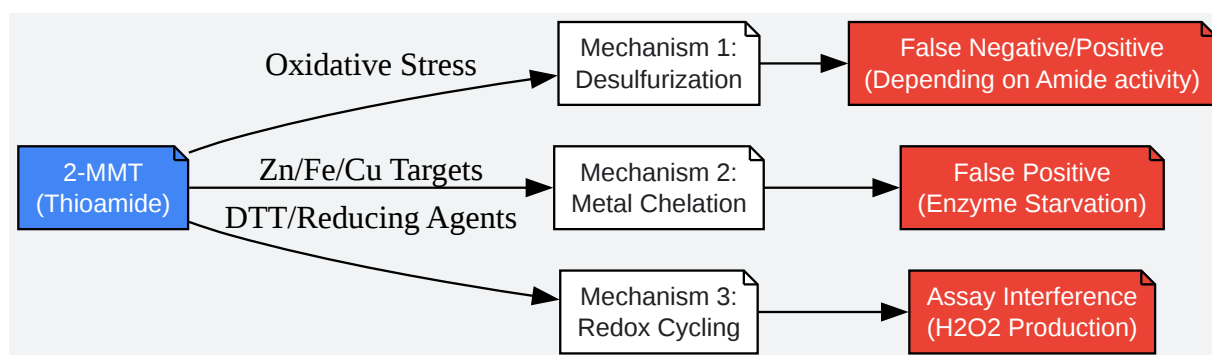 2-MMT
(Thioamide)
Oxidative Stress
Mechanism 1:
Desulfurization
False Negative/Positive
(Depending on Amide activity)
Zn/Fe/Cu Targets
Mechanism 2:
Metal Chelation
False Positive
(Enzyme Starvation)
DTT/Reducing Agents
Mechanism 3:
Redox Cycling
Assay Interference
(H2O2 Production)